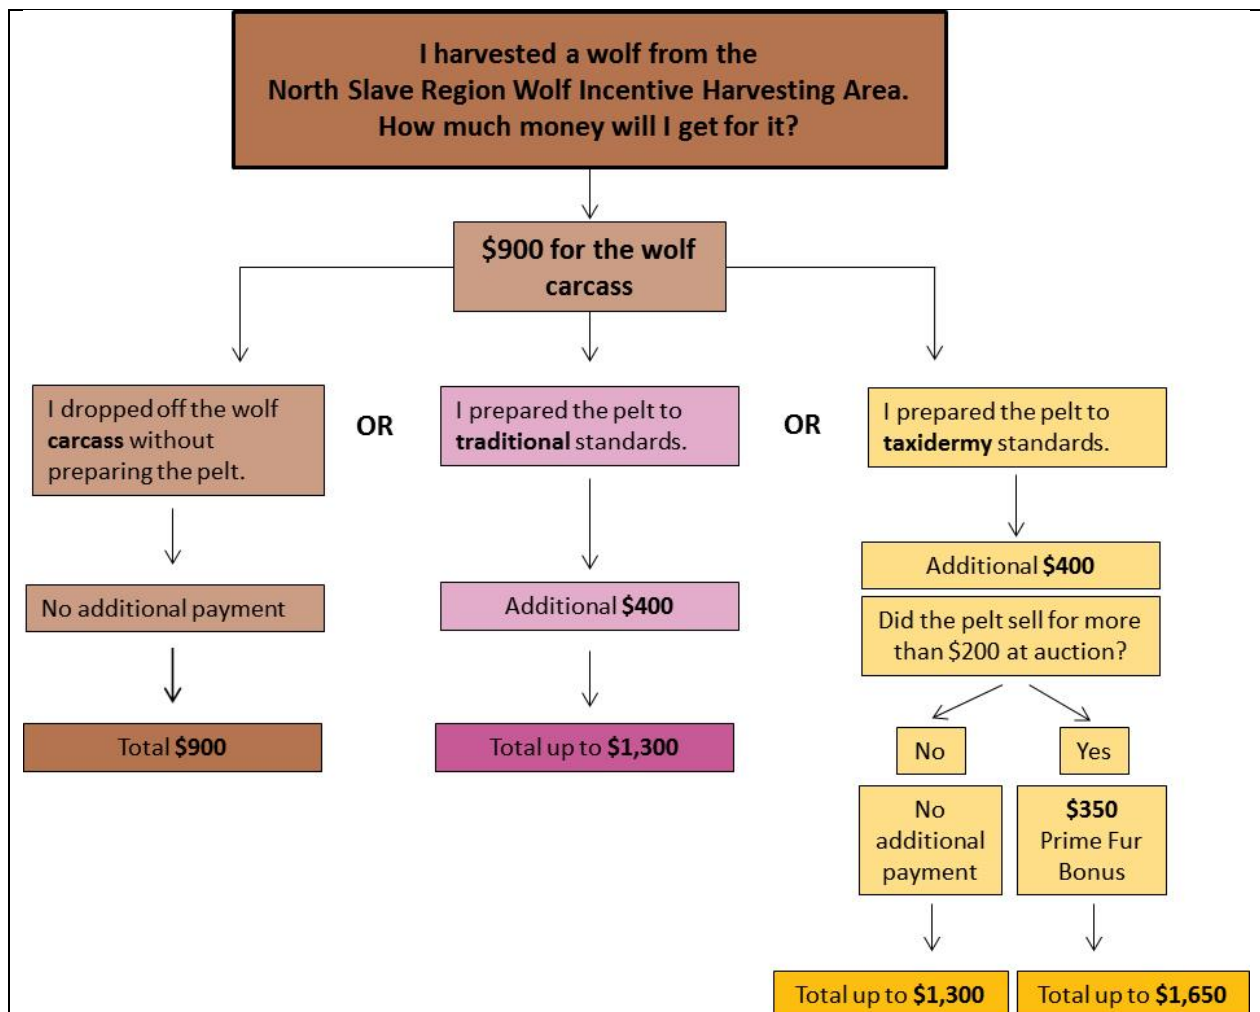 I harvested a wolf from the
North Slave Region Wolf Incentive Harvesting Area.
How much money will I get for it?
$900 for the wolf
carcass
I dropped off the wolf
carcass without
preparing the pelt.
OR
I prepared the pelt to
traditional standards.
OR
I prepared the pelt to
taxidermy standards.
No additional payment
Additional $400
Additional $400
Did the pelt sell for more
than $200 at auction?
Total $900
Total up to $1,300
No
Yes
No
additional
payment
$350
Prime Fur
Bonus
Total up to $1,300
Total up to $1,650